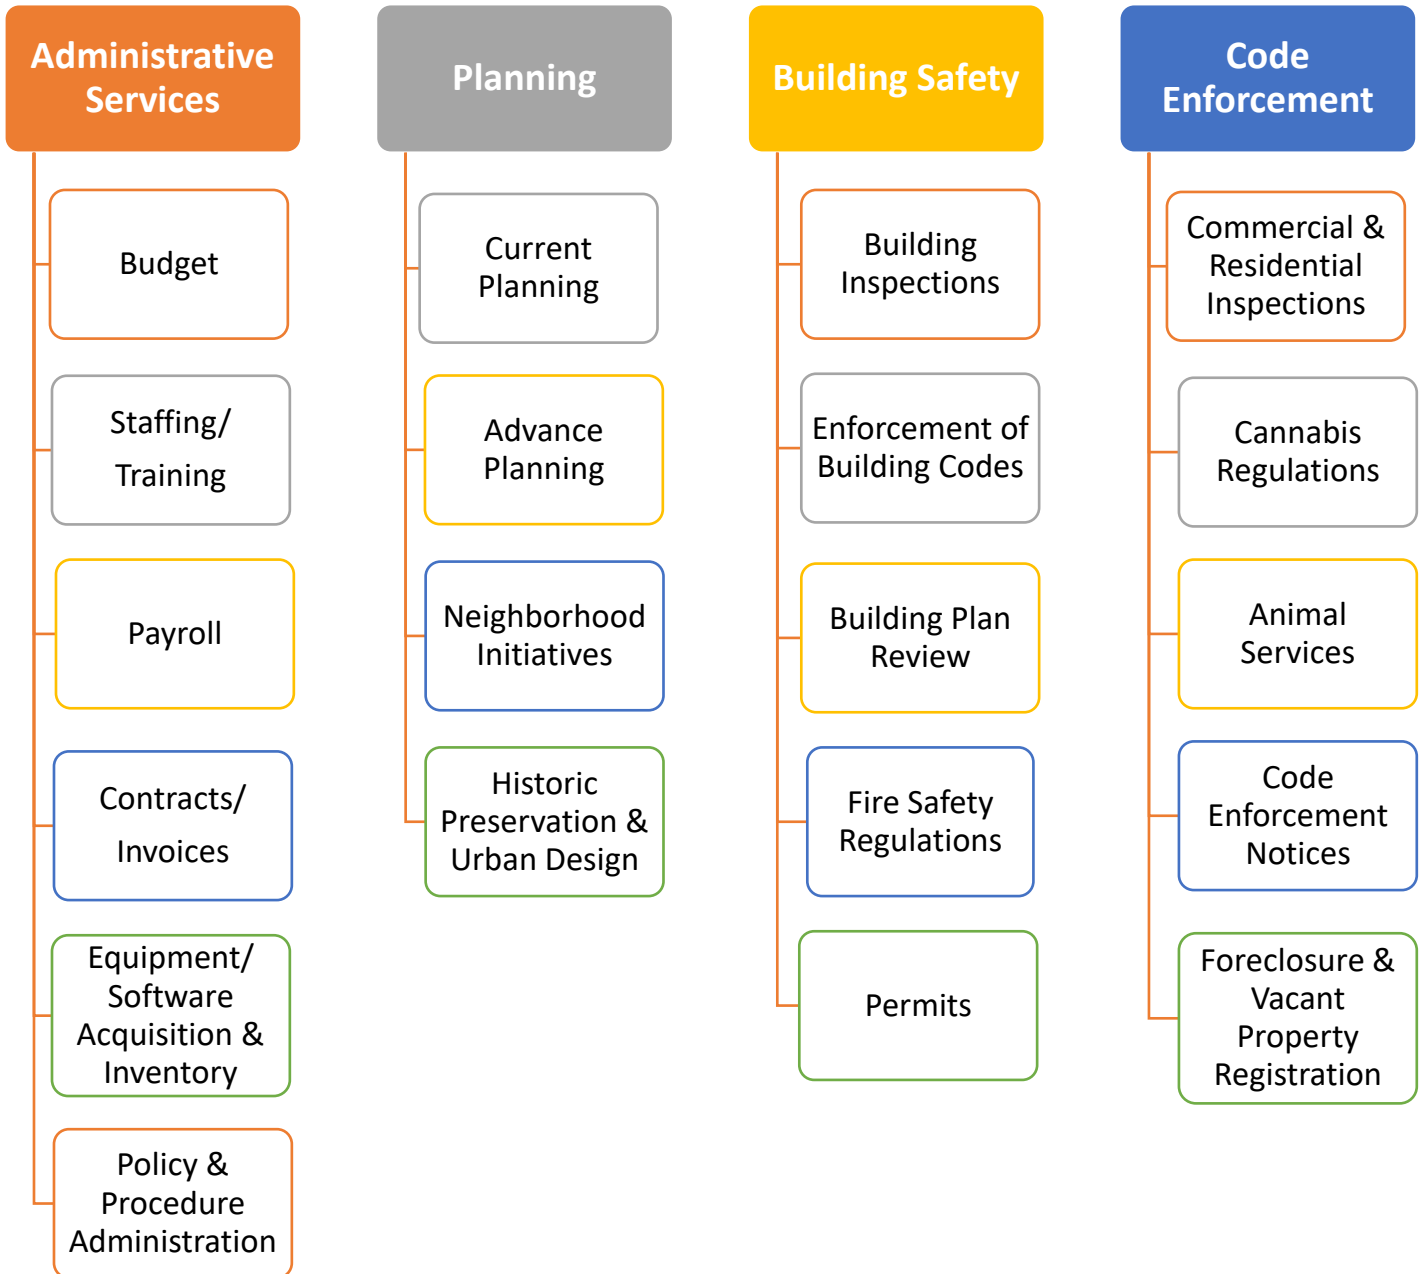 Administrative
Services
Budget
Staffing/
Training
Payroll
Contracts/
Invoices
Equipment/
Software
Acquisition &
Inventory
Policy &
Procedure
Administration
Planning
Current
Planning
Advance
Planning
Neighborhood
Initiatives
Historic
Preservation &
Urban Design
Building Safety
Building
Inspections
Enforcement of
Building Codes
Building Plan
Review
Fire Safety
Regulations
Permits
Code
Enforcement
Commercial &
Residential
Inspections
Cannabis
Regulations
Animal
Services
Code
Enforcement
Notices
Foreclosure &
Vacant
Property
Registration